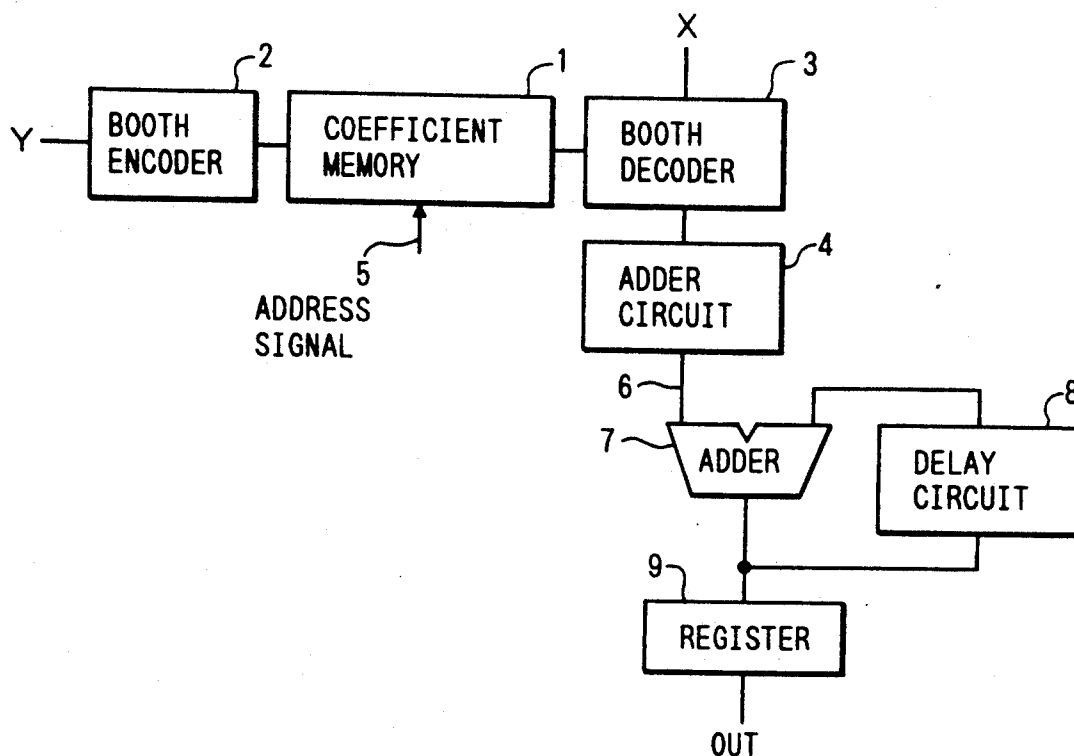 X
2
1
3
Y
BOOTH
ENCODER
COEFFICIENT
MEMORY
BOOTH
DECODER
5
ADDRESS
SIGNAL
4
ADDER
CIRCUIT
6
7
ADDER
8
DELAY
CIRCUIT
9
REGISTER
OUT